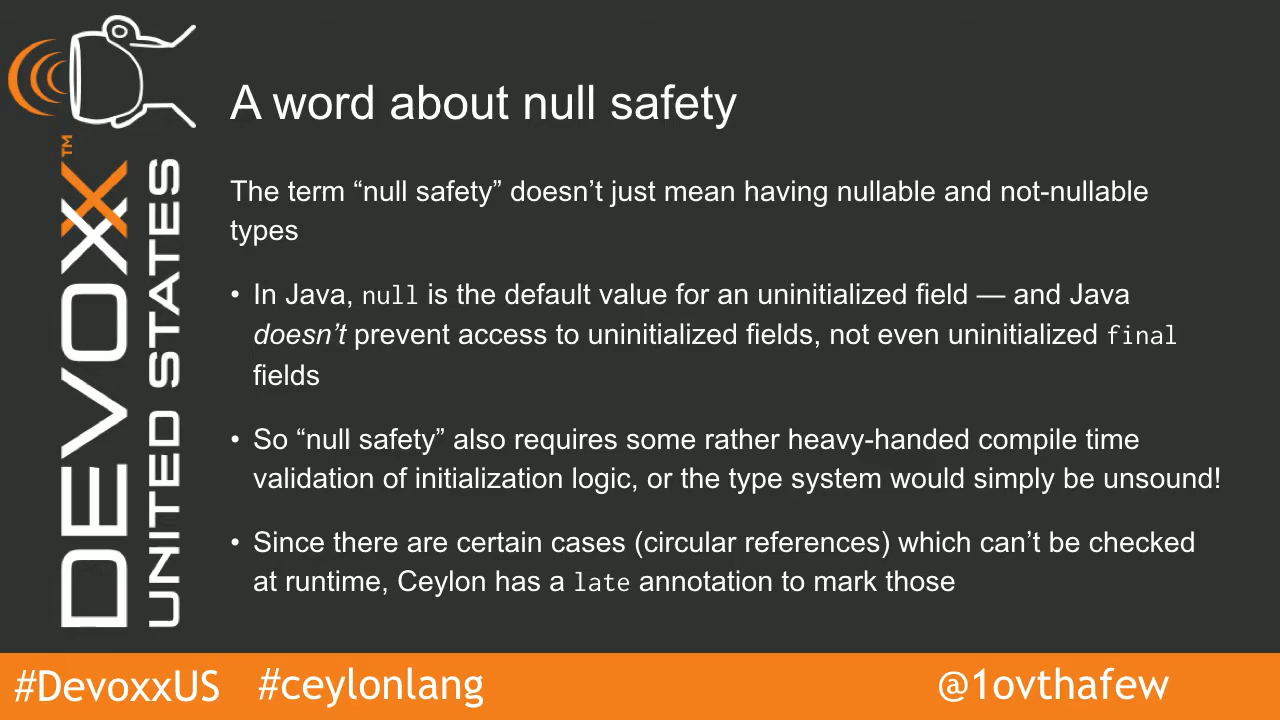 A word about null safety
The term “null safety” doesn’t just mean having nullable and not-nullable
types
• In Java, null is the default value for an uninitialized field — and Java
doesn’t prevent access to uninitialized fields, not even uninitialized final
fields
• So “null safety” also requires some rather heavy-handed compile time
validation of initialization logic, or the type system would simply be unsound!
• Since there are certain cases (circular references) which can’t be checked
at runtime, Ceylon has a late annotation to mark those
DEVOXX™
UNITED STATES
#DevoxxUS #ceylonlang @1ovthafew